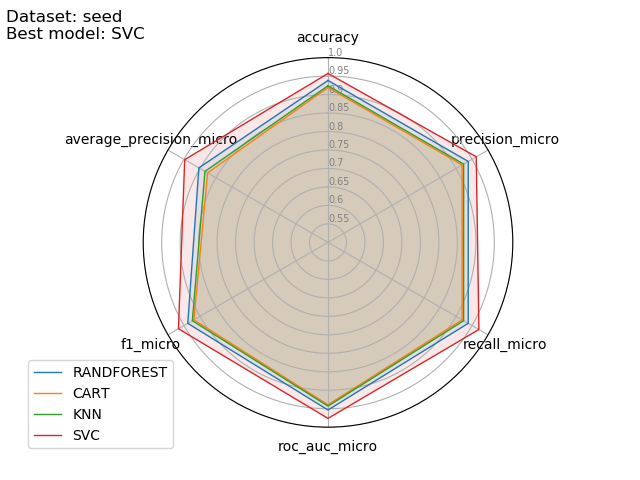 Dataset: seed
Best model: SVC
accuracy
1.0
0.95
0.9
0.85
0.8
0.75
0.7
0.65
0.6
0.55
average_precision_micro
precision_micro
f1_micro
recall_micro
roc_auc_micro
RANDFOREST
CART
KNN
SVC